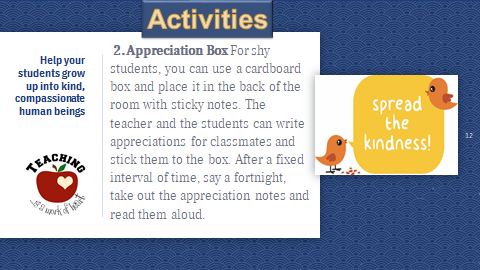 Activities
Help your
students grow
up into kind,
compassionate
human beings
2. Appreciation Box For shy
students, you can use a cardboard
box and place it in the back of the
room with sticky notes. The
teacher and the students can write
appreciations for classmates and
stick them to the box. After a fixed
interval of time, say a fortnight,
take out the appreciation notes and
read them aloud.
TEACHING
...is a work of heart
spread
the
kindness!
12